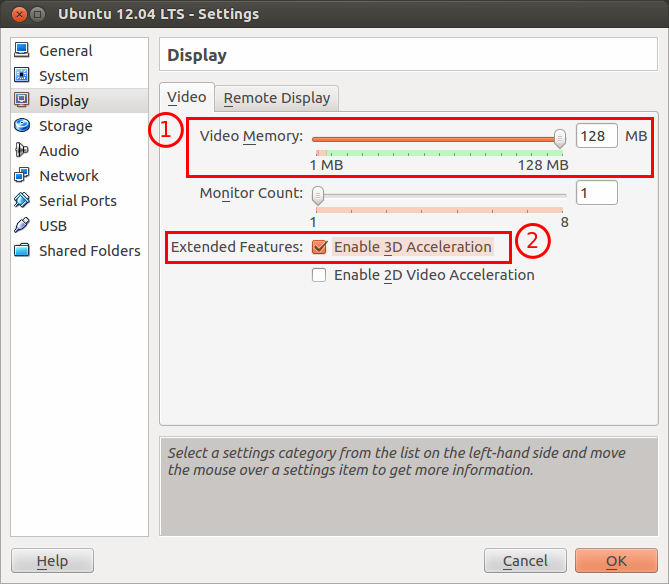 Ubuntu 12.04 LTS - Settings
General
System
Display
Storage
Audio
Network
Serial Ports
USB
Shared Folders
Display
Video
Remote Display
1
Video Memory:
128
MB
1 MB
128 MB
Monitor Count:
1
1
8
Extended Features:
Enable 3D Acceleration
2
Enable 2D Video Acceleration
Select a settings category from the list on the left-hand side and move
the mouse over a settings item to get more information.
Help
Cancel
OK